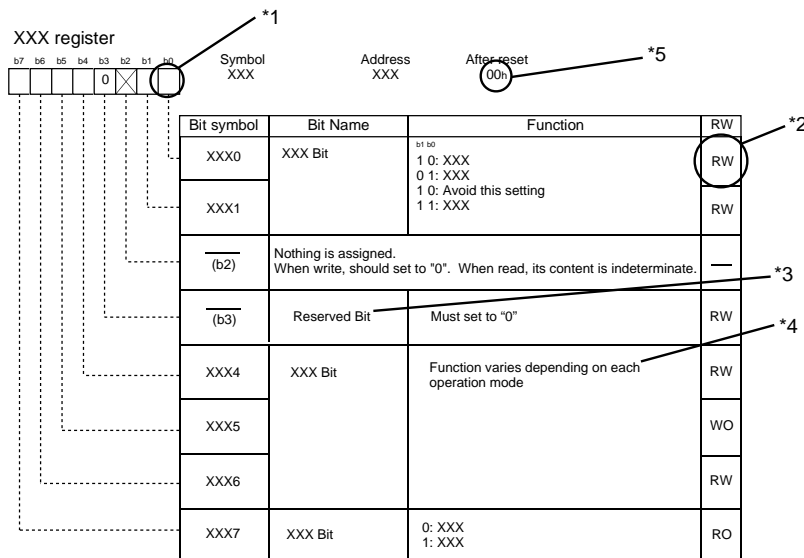 *1
XXX register
b7 b6 b5 b4 b3 b2 b1 b0
Symbol Address After reset
XXX XXX 00h
*5
0
Bit symbol Bit Name Function RW
*2
XXX0 XXX Bit
b1 b0
1 0: XXX
0 1: XXX
1 0: Avoid this setting
1 1: XXX
RW
XXX1 RW
(b2)
Nothing is assigned.
When write, should set to "0". When read, its content is indeterminate.
—
*3
(b3) Reserved Bit Must set to “0” RW
*4
XXX4 XXX Bit
Function varies depending on each
operation mode
RW
XXX5 WO
XXX6 RW
XXX7 XXX Bit
0: XXX
1: XXX
RO